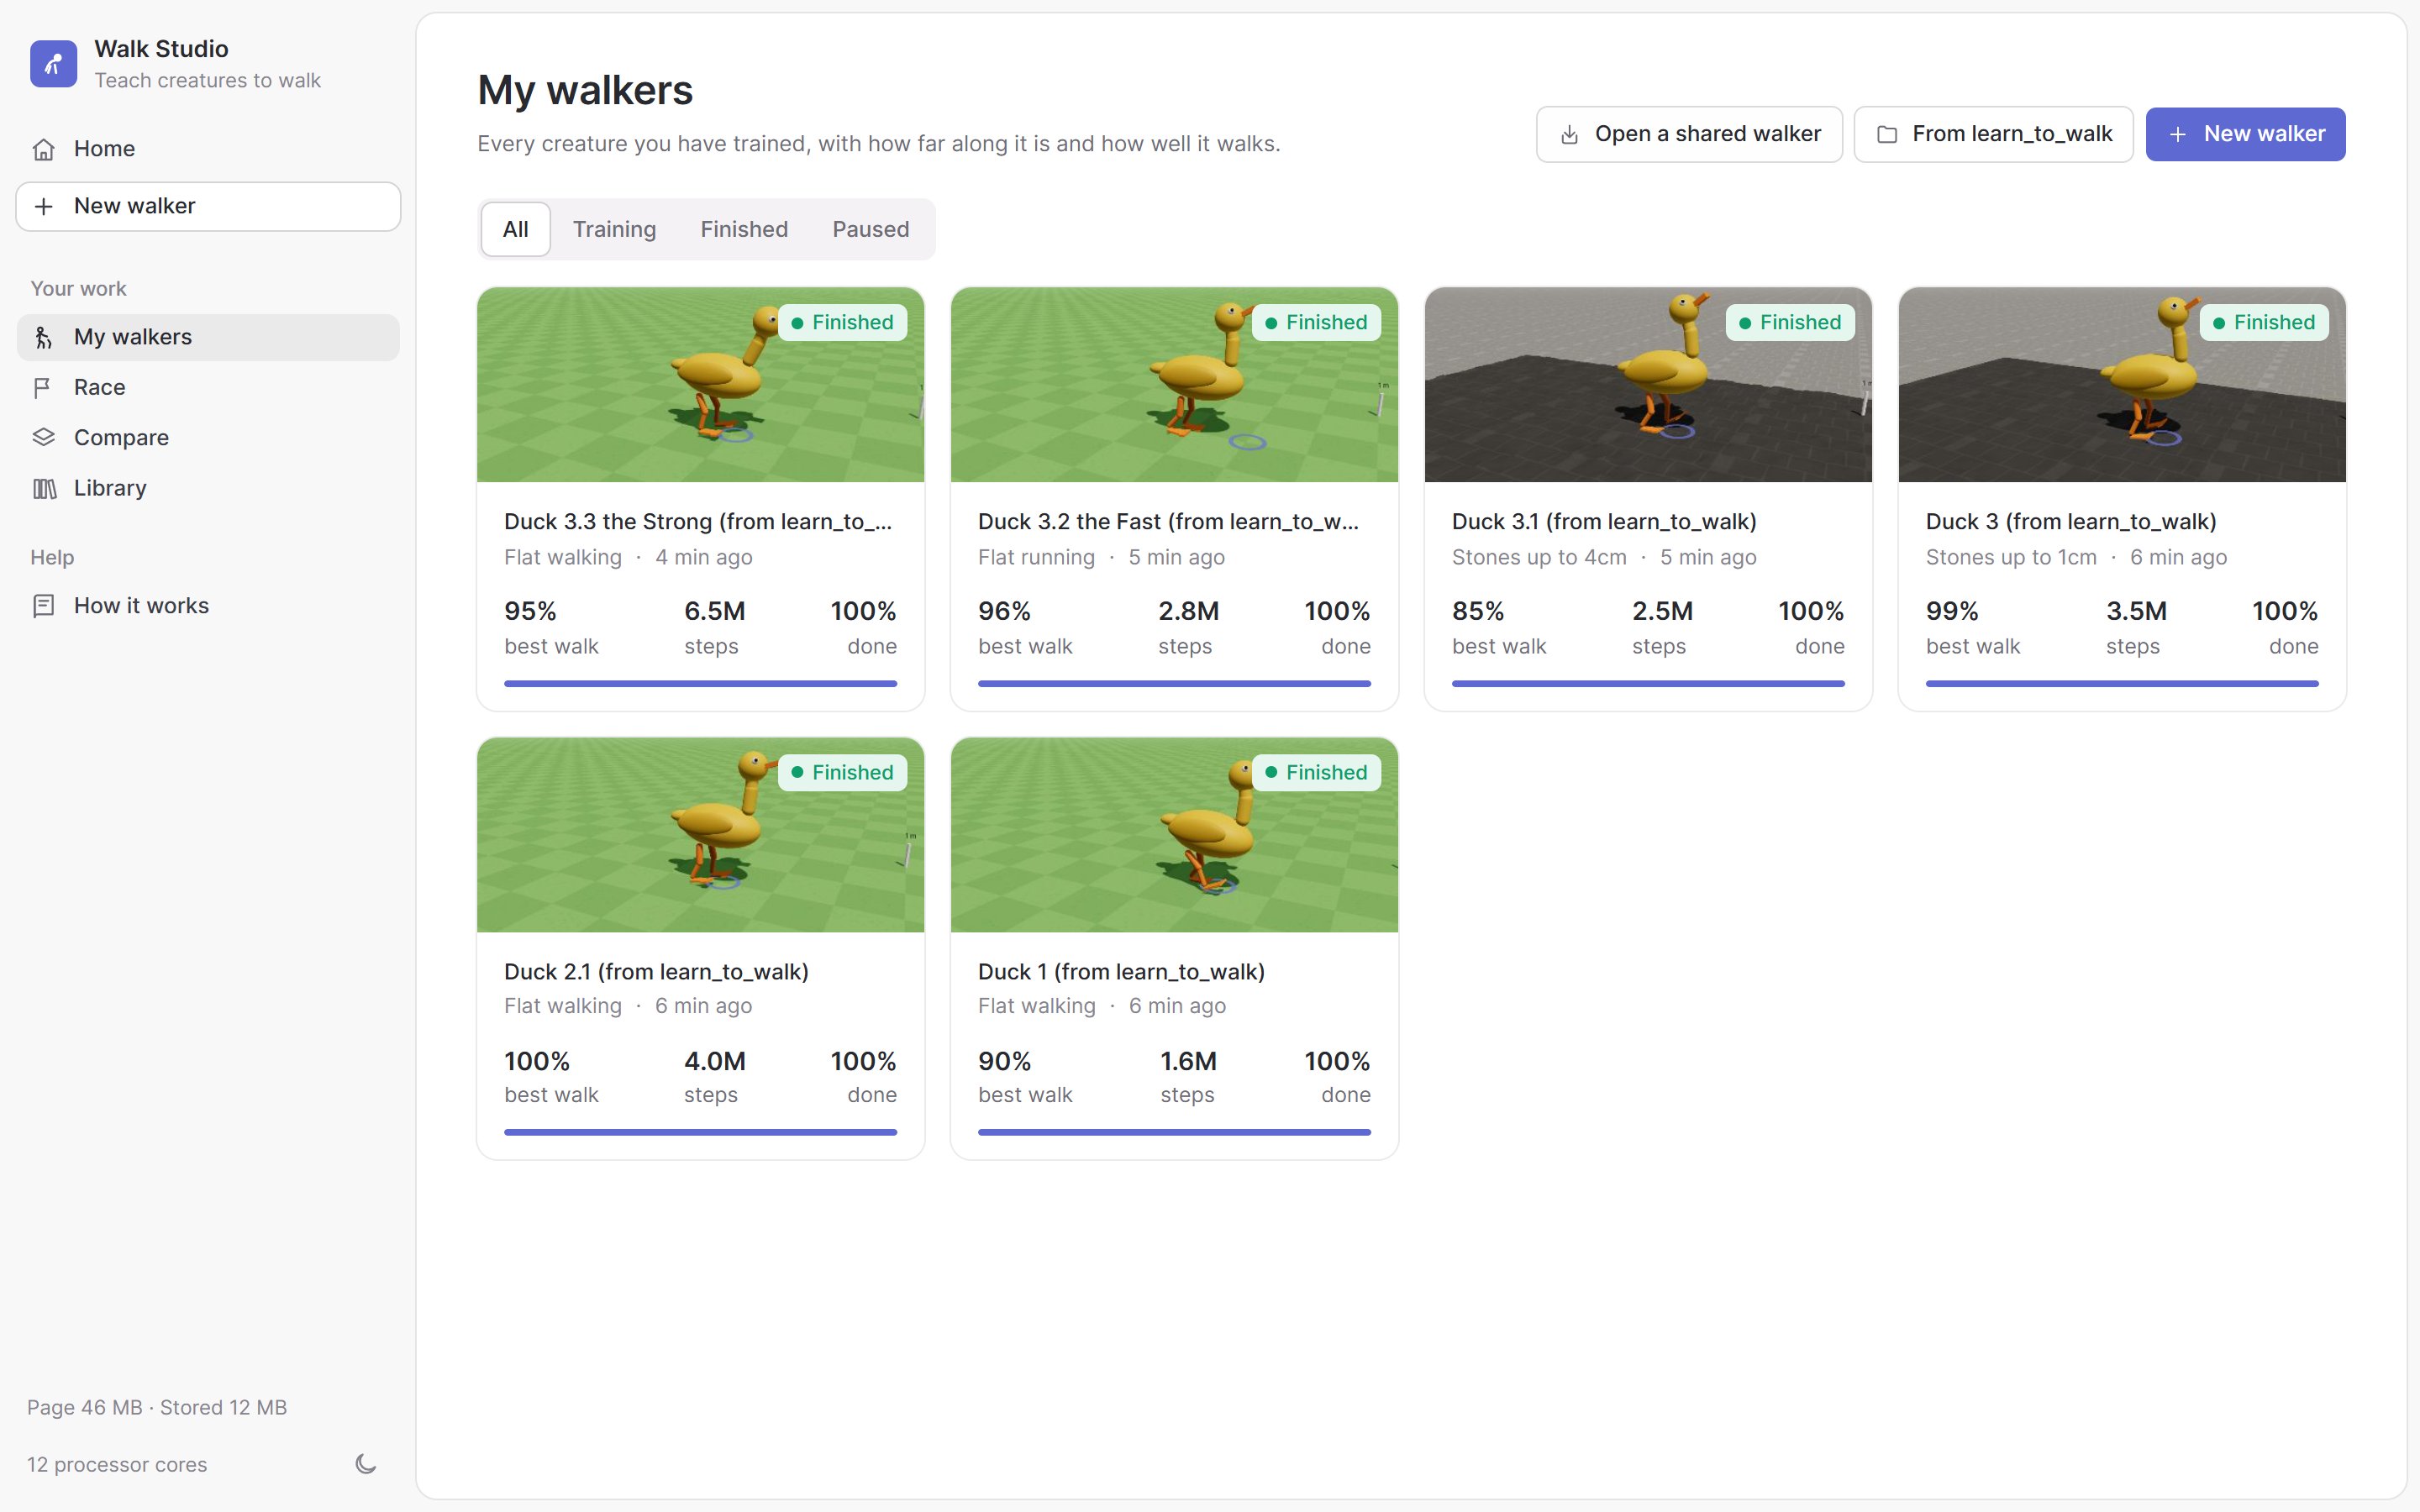 Walk Studio
Teach creatures to walk
Home
New walker
Your work
My walkers
Race
Compare
Library
Help
How it works
Page 46 MB · Stored 12 MB
12 processor cores
My walkers
Every creature you have trained, with how far along it is and how well it walks.
Open a shared walker
From learn_to_walk
New walker
All
Training
Finished
Paused
Finished
1 m
Duck 3.3 the Strong (from learn_to_...
Flat walking · 4 min ago
95% 6.5M 100%
best walk steps done
Finished
1 m
Duck 3.2 the Fast (from learn_to_w...
Flat running · 5 min ago
96% 2.8M 100%
best walk steps done
Finished
Duck 3.1 (from learn_to_walk)
Stones up to 4cm · 5 min ago
85% 2.5M 100%
best walk steps done
Finished
Duck 3 (from learn_to_walk)
Stones up to 1cm · 6 min ago
99% 3.5M 100%
best walk steps done
Finished
1 m
Duck 2.1 (from learn_to_walk)
Flat walking · 6 min ago
100% 4.0M 100%
best walk steps done
Finished
Duck 1 (from learn_to_walk)
Flat walking · 6 min ago
90% 1.6M 100%
best walk steps done